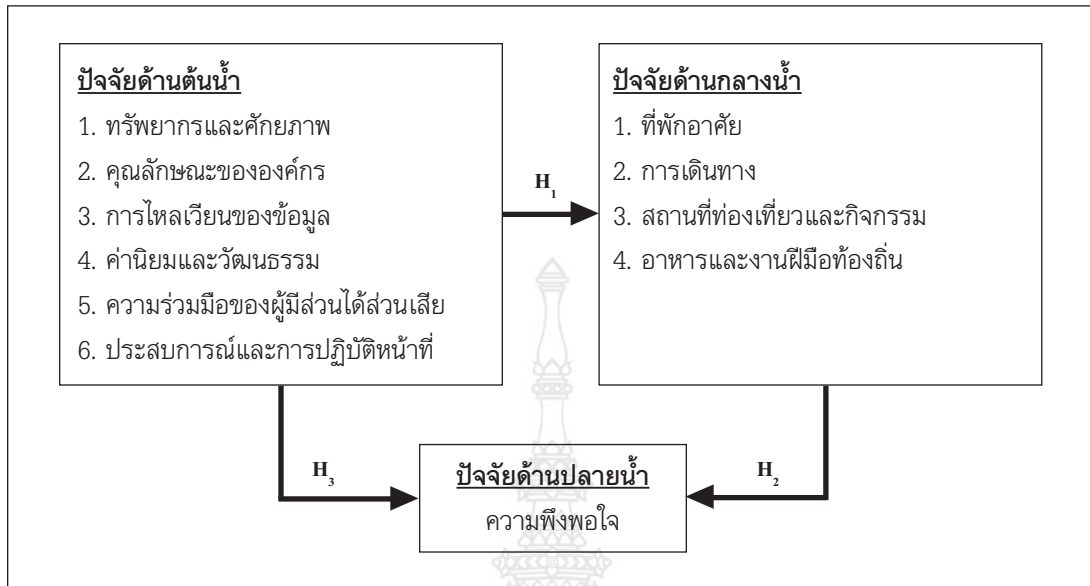 ปัจจัยด้านต้นน้ำ
1. ทรัพยากรและศักยภาพ
2. คุณลักษณะขององค์กร
3. การไหลเวียนของข้อมูล
4. ค่านิยมและวัฒนธรรม
5. ความร่วมมือของผู้มีส่วนได้ส่วนเสีย
6. ประสบการณ์และการปฏิบัติหน้าที่
H1
ปัจจัยด้านกลางน้ำ
1. ที่พักอาศัย
2. การเดินทาง
3. สถานที่ท่องเที่ยวและกิจกรรม
4. อาหารและงานฝีมือท้องถิ่น
H3
ปัจจัยด้านปลายน้ำ
ความพึงพอใจ
H2